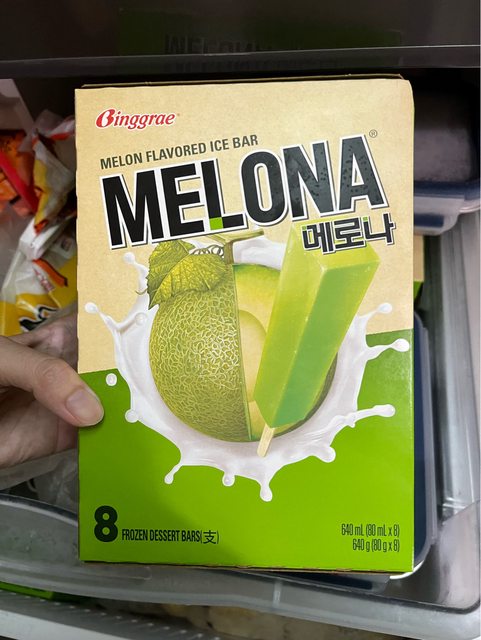 Binggrae®
MELON FLAVORED ICE BAR
MELONA®
메로나
8 FROZEN DESSERT BARS(支)
640 mL (80 mL x 8)
640 g (80 g x 8)